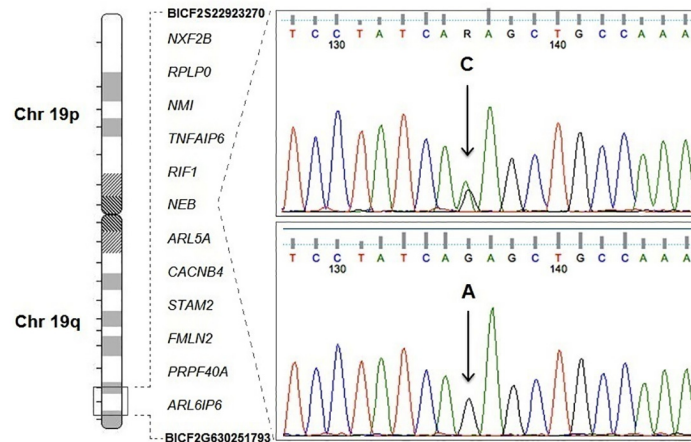 BICF2S22923270
NXF2B
RPLP0
NMI
TNFAIP6
RIF1
NEB
ARL5A
CACNB4
STAM2
FMLN2
PRPF40A
ARL6IP6
BICF2G630251793
Chr 19p
Chr 19q
T C C T A T C A R A G C T G C C A A A
130 140
C
T C C T A T C A G A G C T G C C A A A
130 140
A